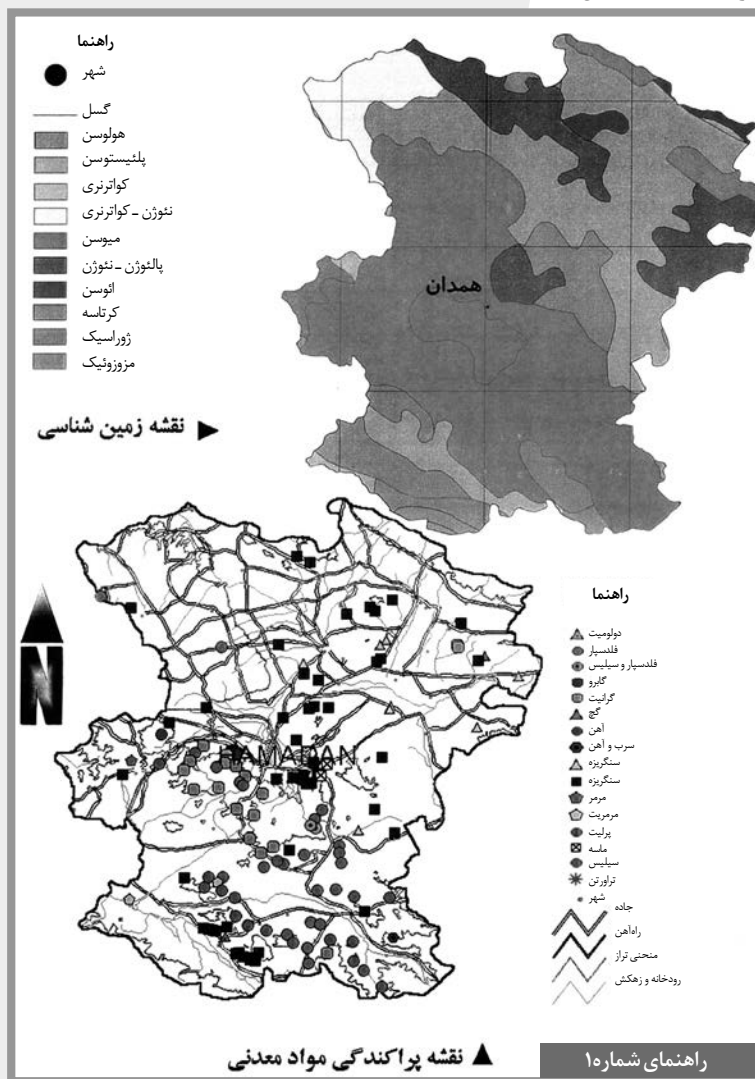 راهنما
شهر
گسل
هولوسن
پلئیستوسن
کواترنری
نئوژن - کواترنری
میوسن
پالئوژن - نئوژن
ائوسن
کرتاسه
ژوراسیک
مزوزوئیک
همدان
نقشه زمین شناسی
N
HAMADAN
راهنما
دولومیت
فلدسپار
فلدسپار و سیلیس
گابرو
گرانیت
گچ
آهن
سرب و آهن
سنگریزه
سنگریزه
مرمر
مرمریت
پرلیت
ماسه
سیلیس
تراورتن
شهر
جاده
راه‌آهن
منحنی تراز
رودخانه و زهکش
نقشه پراکندگی مواد معدنی
راهنمای شماره۱